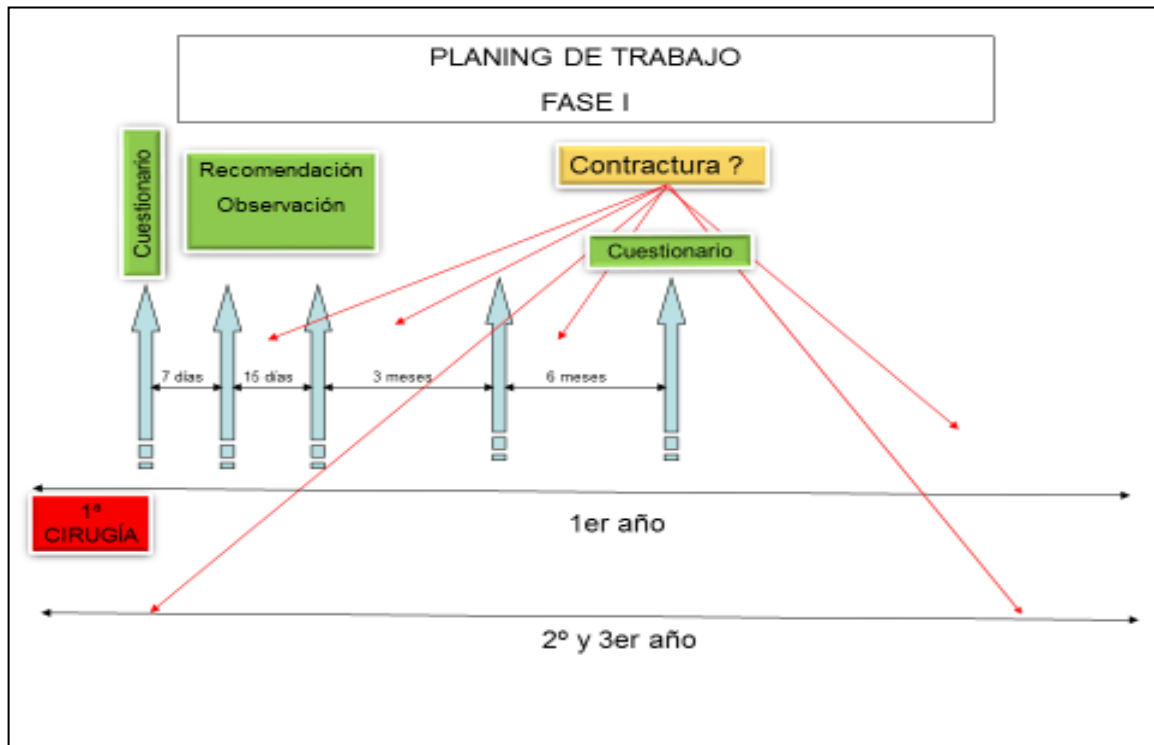 PLANING DE TRABAJO
FASE I
Cuestionario
Recomendación
Observación
Contractura ?
Cuestionario
7 días
15 días
3 meses
6 meses
1ª
CIRUGÍA
1er año
2º y 3er año